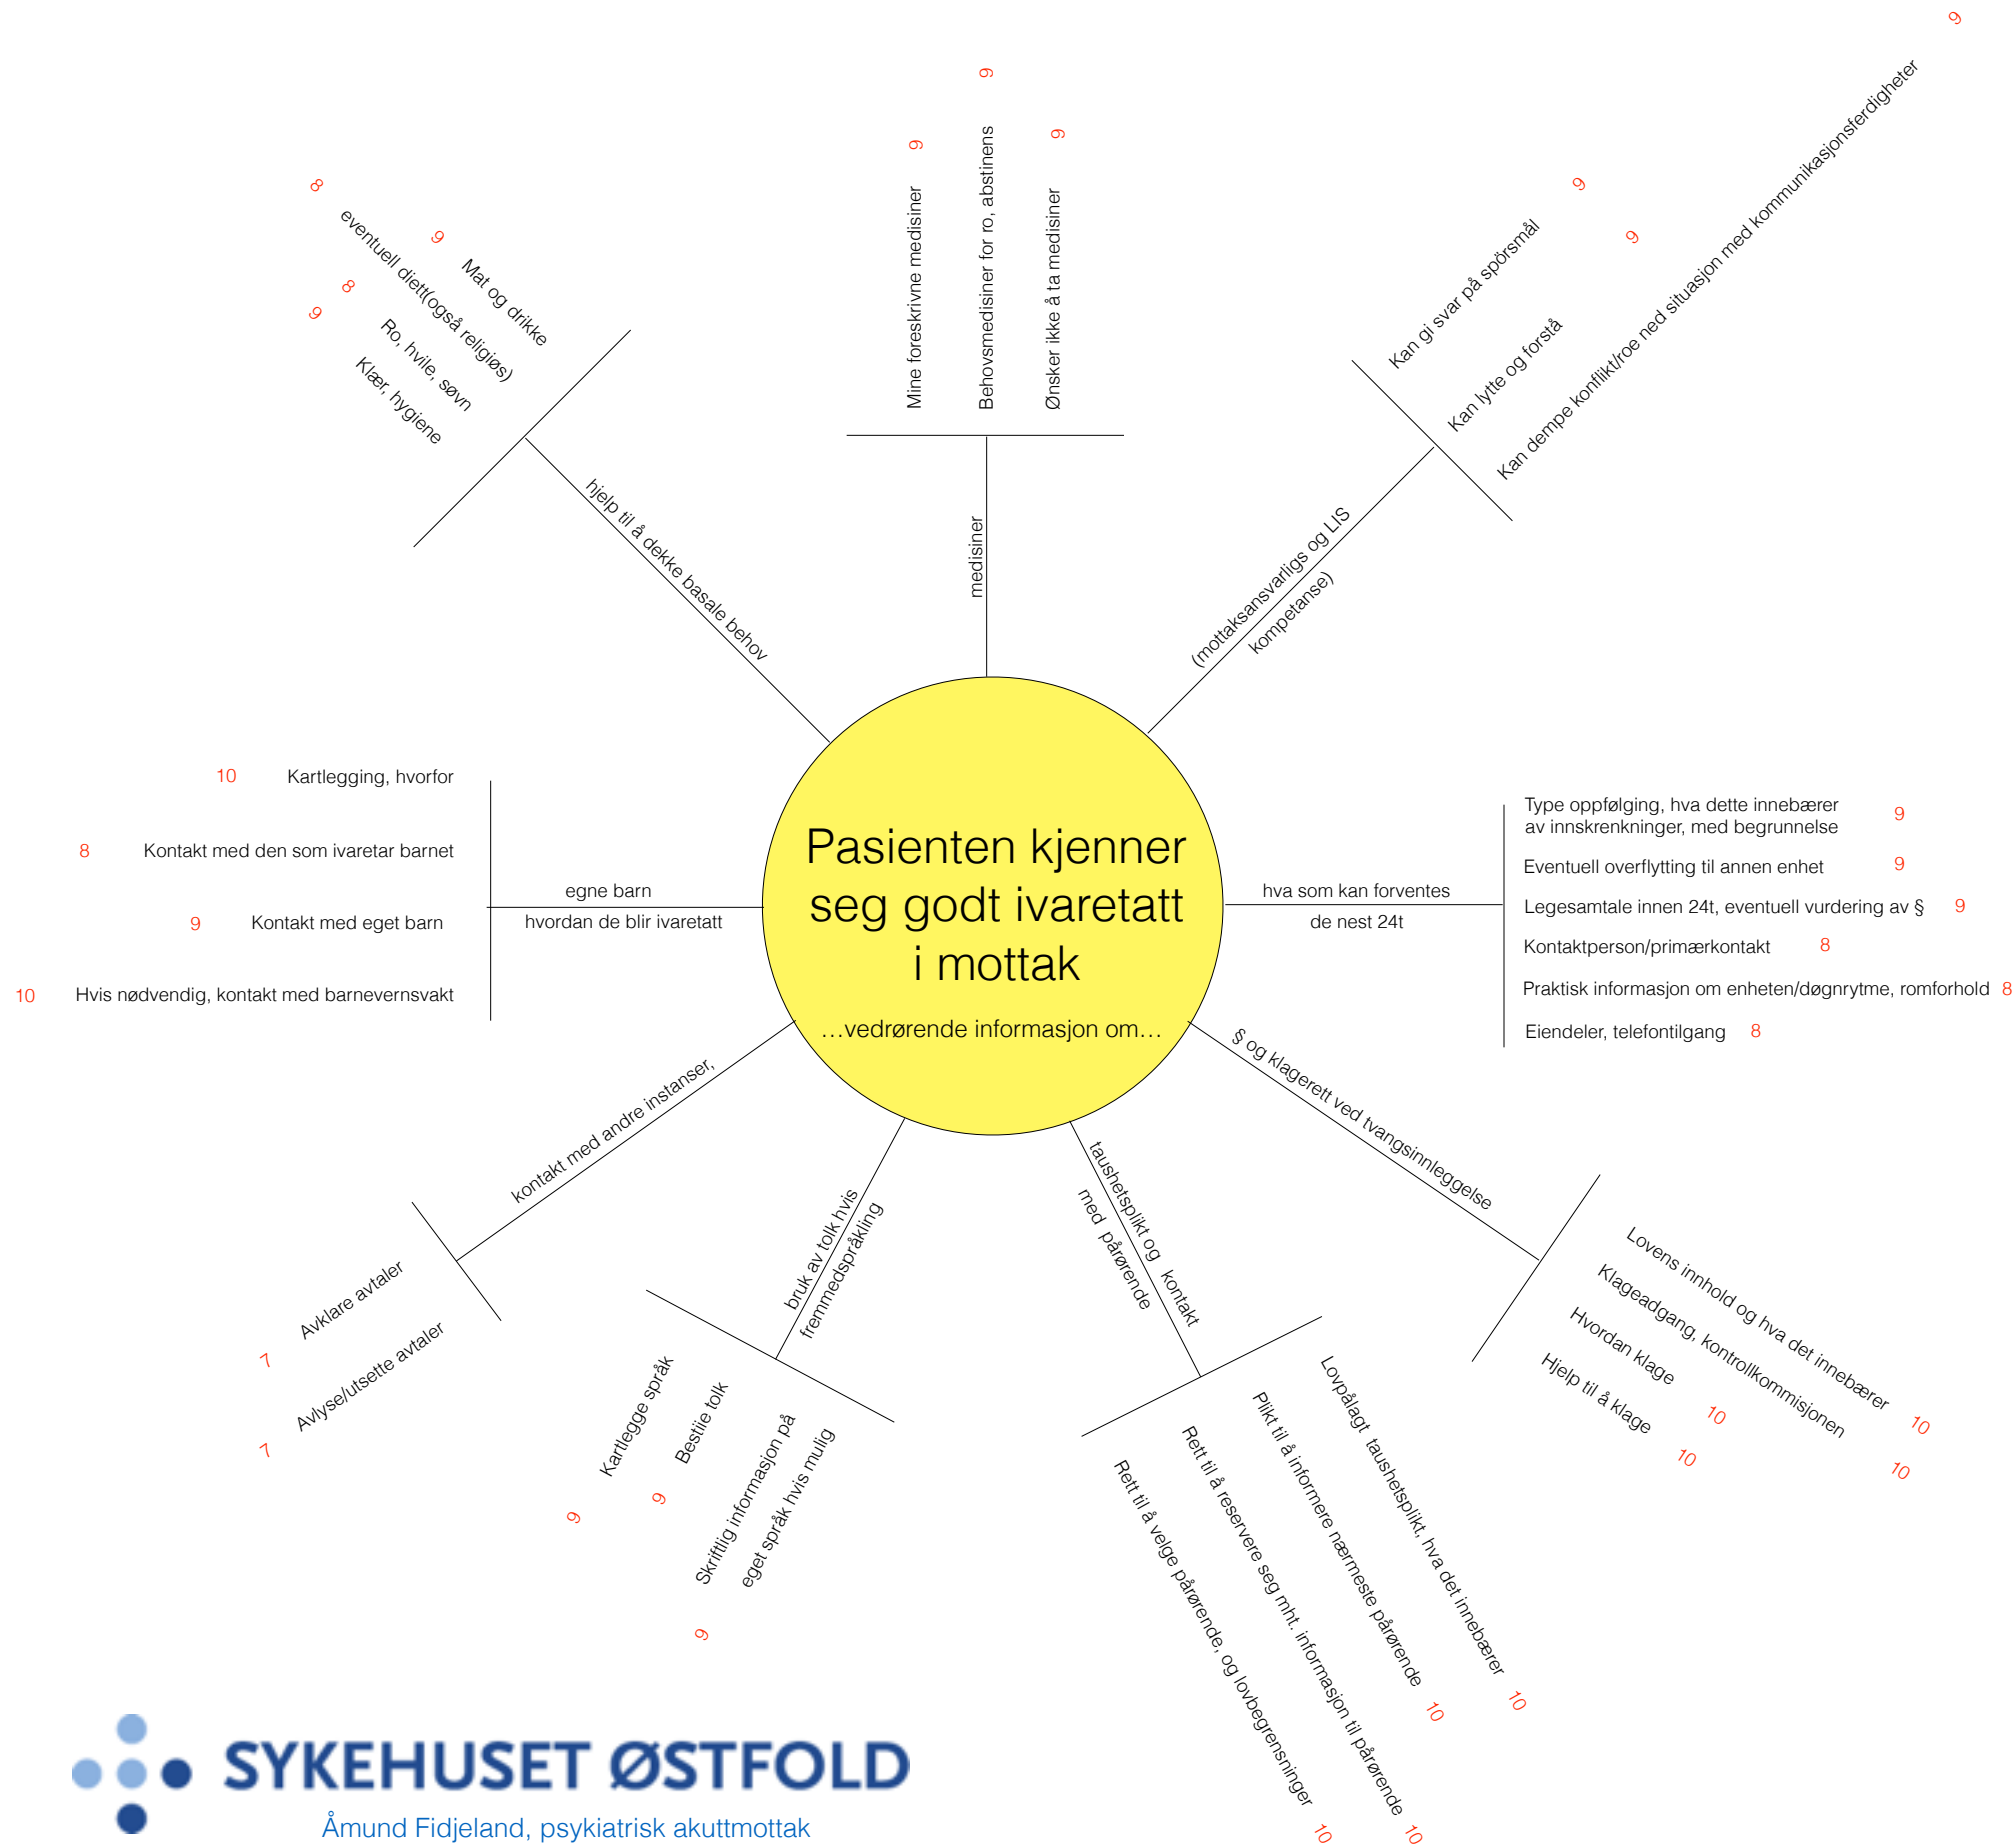 Pasienten kjenner
seg godt ivaretatt
i mottak
…vedrørende informasjon om…
hjelp til å dekke basale behov
Mat og drikke
9
eventuell diett(også religiøs)
8
Ro, hvile, søvn
8
Klær, hygiene
9
medisiner
Mine foreskrivne medisiner
9
Behovsmedisiner for ro, abstinens
9
Ønsker ikke å ta medisiner
9
(mottaksansvarligs og LIS
kompetanse)
Kan gi svar på spörsmål
9
Kan lytte og forstå
9
Kan dempe konflikt/roe ned situasjon med kommunikasjonsferdigheter
9
hva som kan forventes
de nest 24t
Type oppfølging, hva dette innebærer
av innskrenkninger, med begrunnelse
9
Eventuell overflytting til annen enhet
9
Legesamtale innen 24t, eventuell vurdering av §
9
Kontaktperson/primærkontakt
8
Praktisk informasjon om enheten/døgnrytme, romforhold
8
Eiendeler, telefontilgang
8
§ og klagerett ved tvangsinnleggelse
Lovens innhold og hva det innebærer
10
Klageadgang, kontrollkommisjonen
10
Hvordan klage
10
Hjelp til å klage
10
taushetsplikt og kontakt
med pårørende
Lovpålagt taushetsplikt, hva det innebærer
10
Plikt til å informere nærmeste pårørende
10
Rett til å reservere seg mht. informasjon til pårørende
10
Rett til å velge pårørende, og lovbegrensninger
10
bruk av tolk hvis
fremmedspråkling
Kartlegge språk
9
Bestile tolk
9
Skriftlig informasjon på
eget språk hvis mulig
9
kontakt med andre instanser,
Avklare avtaler
7
Avlyse/utsette avtaler
7
egne barn
hvordan de blir ivaretatt
10 Kartlegging, hvorfor
8 Kontakt med den som ivaretar barnet
9 Kontakt med eget barn
10 Hvis nødvendig, kontakt med barnevernsvakt
SYKEHUSET ØSTFOLD
Åmund Fidjeland, psykiatrisk akuttmottak